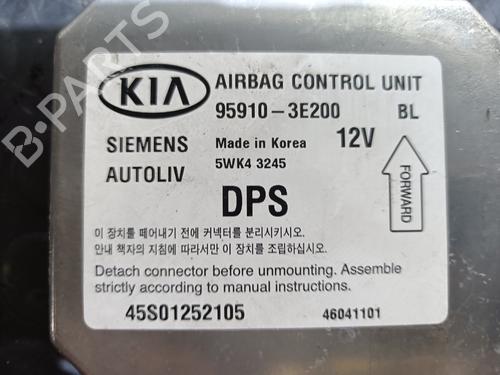 B-PARTS
KIA
AIRBAG CONTROL UNIT
95910-3E200 BL
SIEMENS
AUTOLIV
Made in Korea
5WK4 3245
12V
FORWARD
DPS
이 장치를 떼어내기 전에 커넥터를 분리시키시오.
안내 책자의 지침에 따라서만 이 장치를 조립하십시오.
Detach connector before unmounting. Assemble
strictly according to manual instructions.
45S01252105 46041101